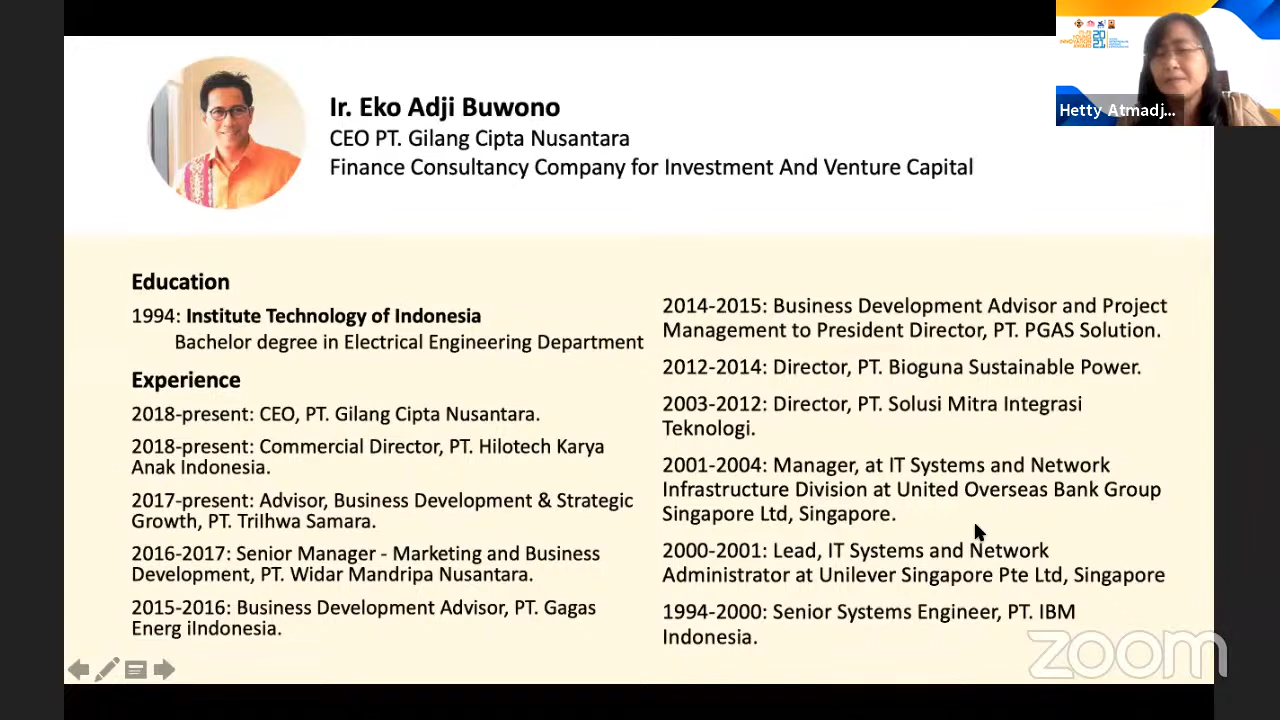 Ir. Eko Adji Buwono
CEO PT. Gilang Cipta Nusantara
Finance Consultancy Company for Investment And Venture Capital
2021
Hetty Atmadj...
Education
1994: Institute Technology of Indonesia
Bachelor degree in Electrical Engineering Department
Experience
2018-present: CEO, PT. Gilang Cipta Nusantara.
2018-present: Commercial Director, PT. Hilotech Karya
Anak Indonesia.
2017-present: Advisor, Business Development & Strategic
Growth, PT. TriIhwa Samara.
2016-2017: Senior Manager - Marketing and Business
Development, PT. Widar Mandripa Nusantara.
2015-2016: Business Development Advisor, PT. Gagas
Energ iIndonesia.
2014-2015: Business Development Advisor and Project
Management to President Director, PT. PGAS Solution.
2012-2014: Director, PT. Bioguna Sustainable Power.
2003-2012: Director, PT. Solusi Mitra Integrasi
Teknologi.
2001-2004: Manager, at IT Systems and Network
Infrastructure Division at United Overseas Bank Group
Singapore Ltd, Singapore.
2000-2001: Lead, IT Systems and Network
Administrator at Unilever Singapore Pte Ltd, Singapore
1994-2000: Senior Systems Engineer, PT. IBM
Indonesia.
zoom